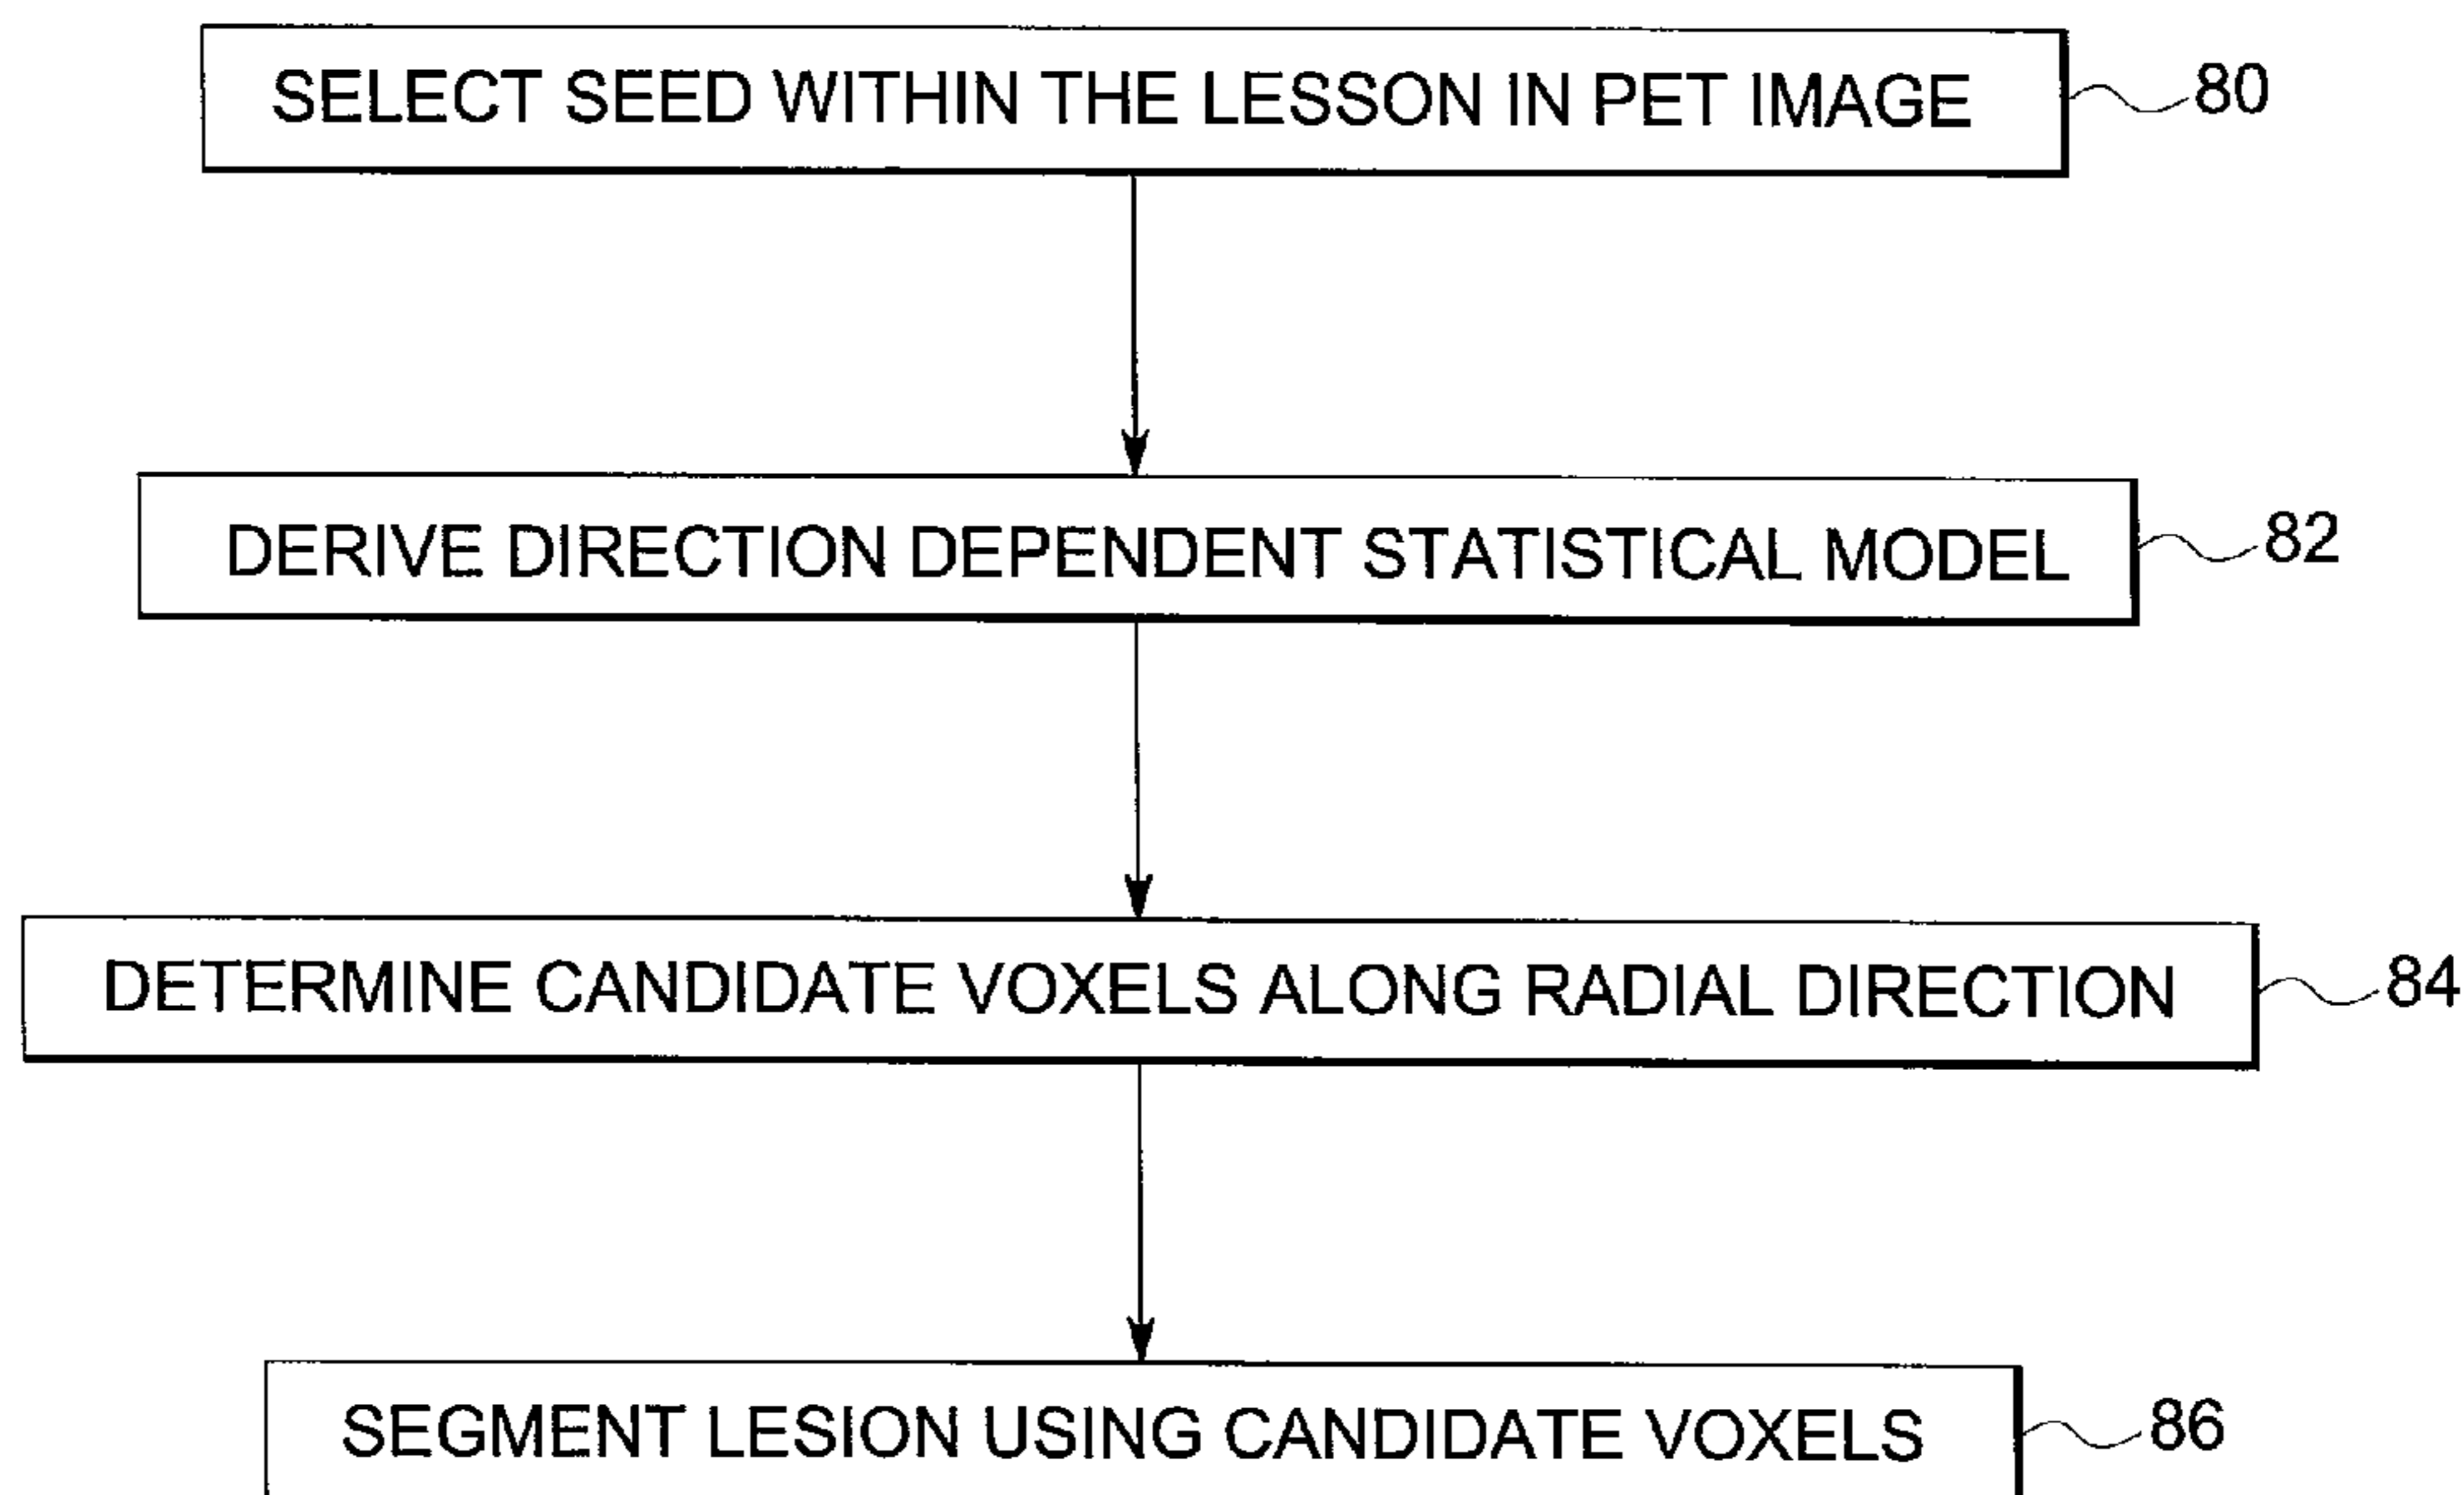 SELECT SEED WITHIN THE LESSON IN PET IMAGE 80
DERIVE DIRECTION DEPENDENT STATISTICAL MODEL 82
DETERMINE CANDIDATE VOXELS ALONG RADIAL DIRECTION 84
SEGMENT LESION USING CANDIDATE VOXELS 86